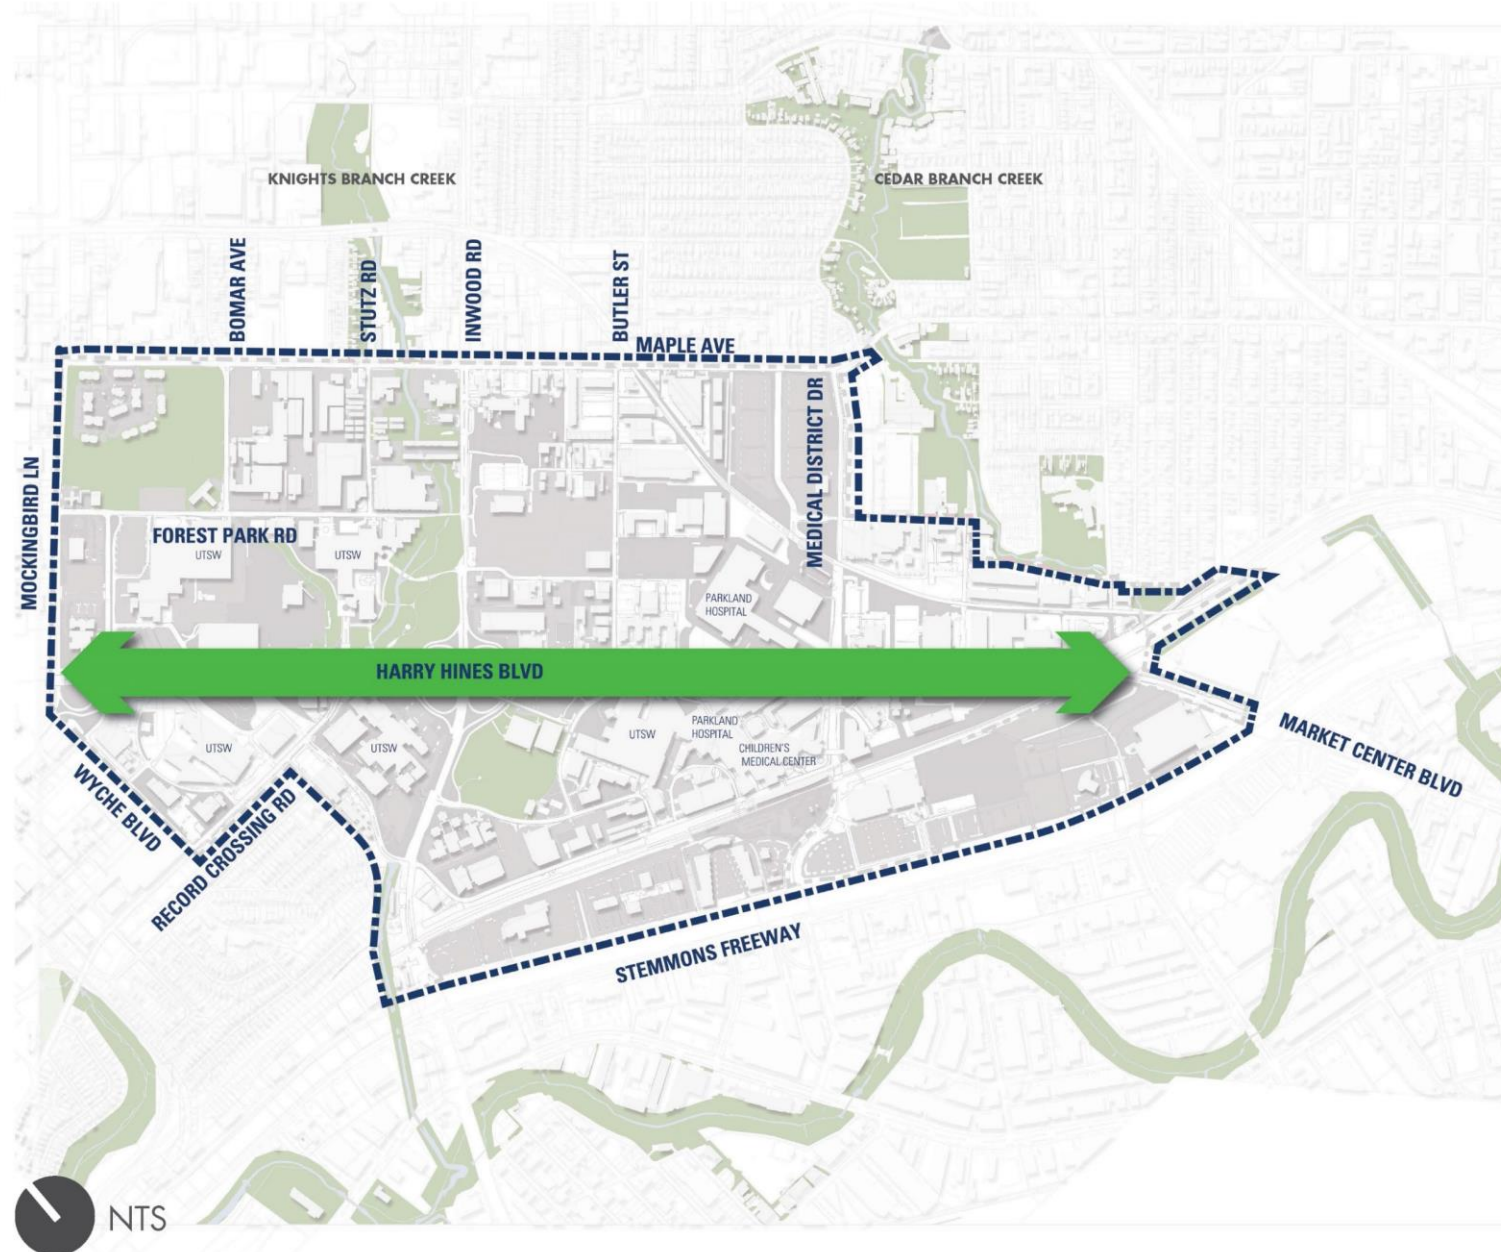 KNIGHTS BRANCH CREEK
CEDAR BRANCH CREEK
BOMAR AVE
STUTZ RD
INWOOD RD
BUTLER ST
MAPLE AVE
MEDICAL DISTRICT DR
MOCKINGBIRD LN
FOREST PARK RD
UTSW
UTSW
PARKLAND
HOSPITAL
HARRY HINES BLVD
UTSW
UTSW
UTSW
PARKLAND
HOSPITAL
CHILDREN'S
MEDICAL CENTER
MARKET CENTER BLVD
WYCHE BLVD
RECORD CROSSING RD
STEMMONS FREEWAY
NTS